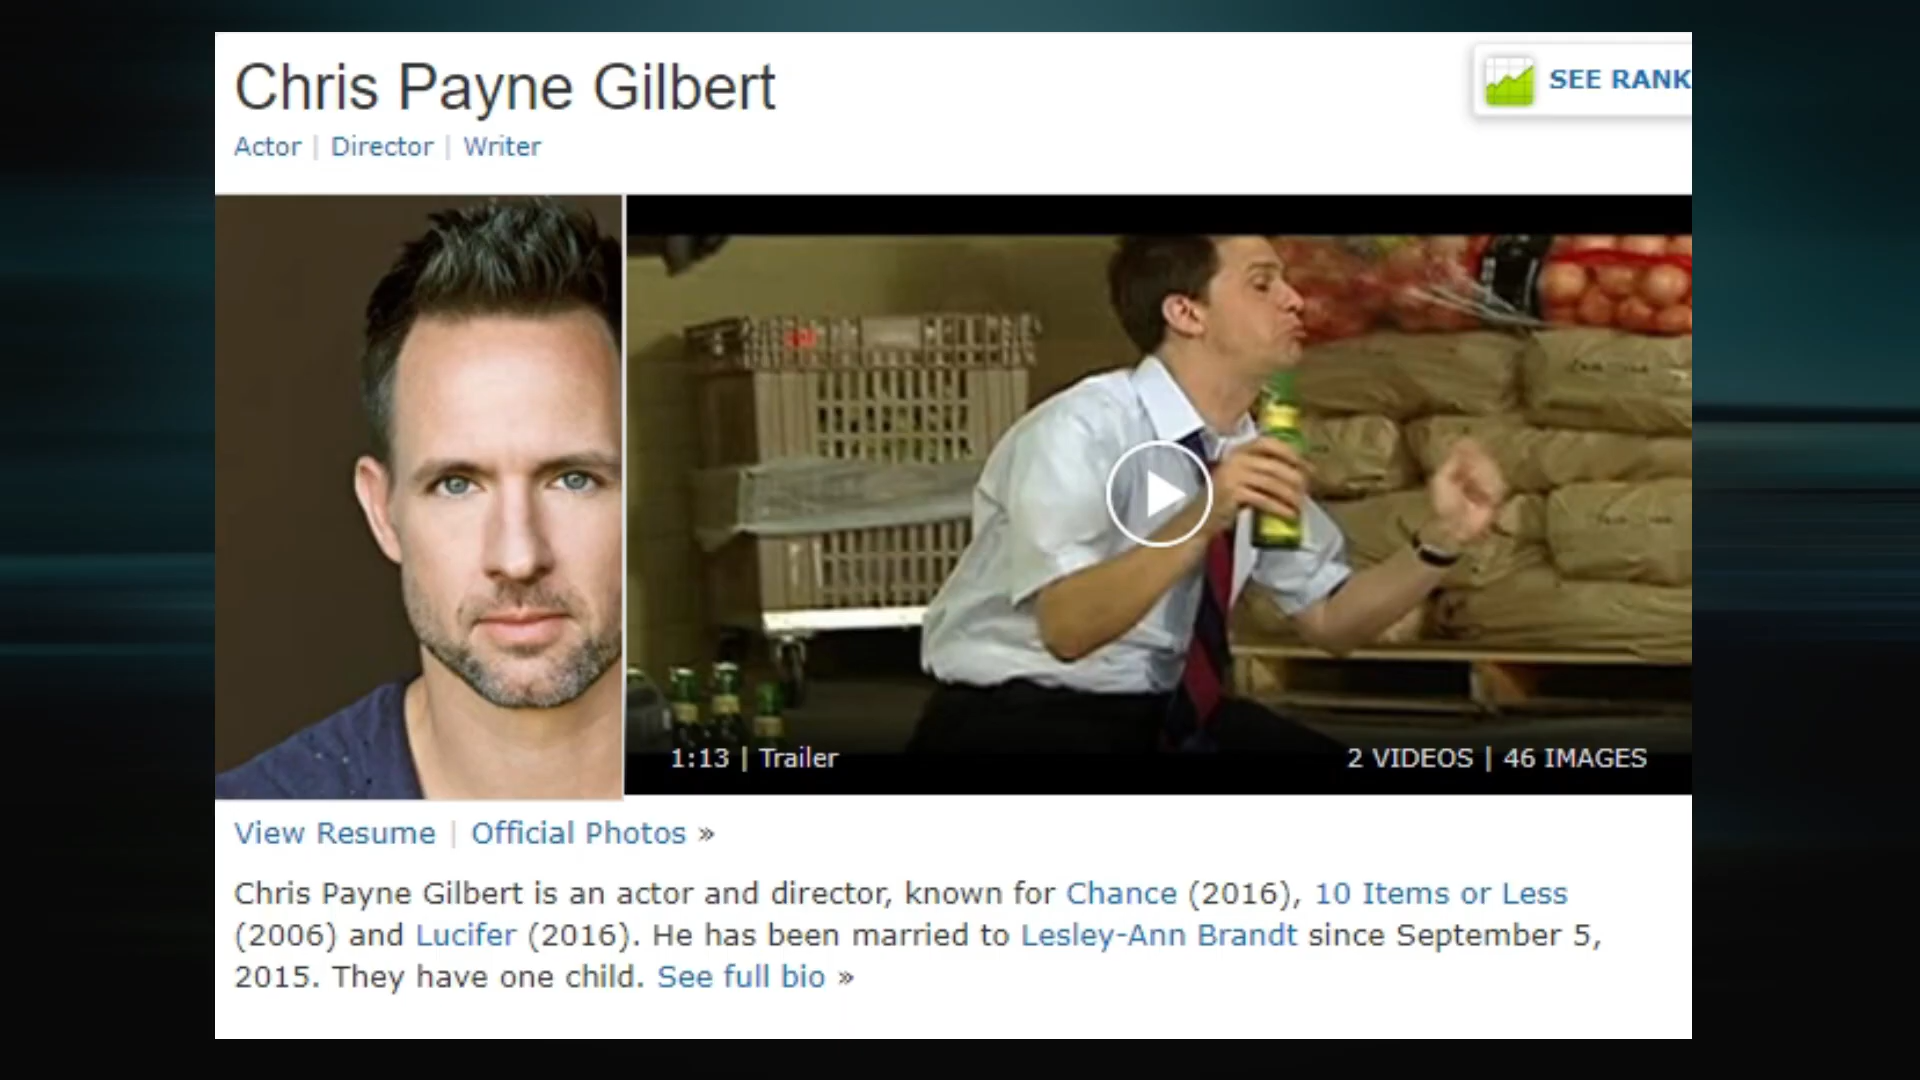 Chris Payne Gilbert
SEE RANK
Actor | Director | Writer
1:13 | Trailer
2 VIDEOS | 46 IMAGES
View Resume | Official Photos »
Chris Payne Gilbert is an actor and director, known for Chance (2016), 10 Items or Less
(2006) and Lucifer (2016). He has been married to Lesley-Ann Brandt since September 5,
2015. They have one child. See full bio »